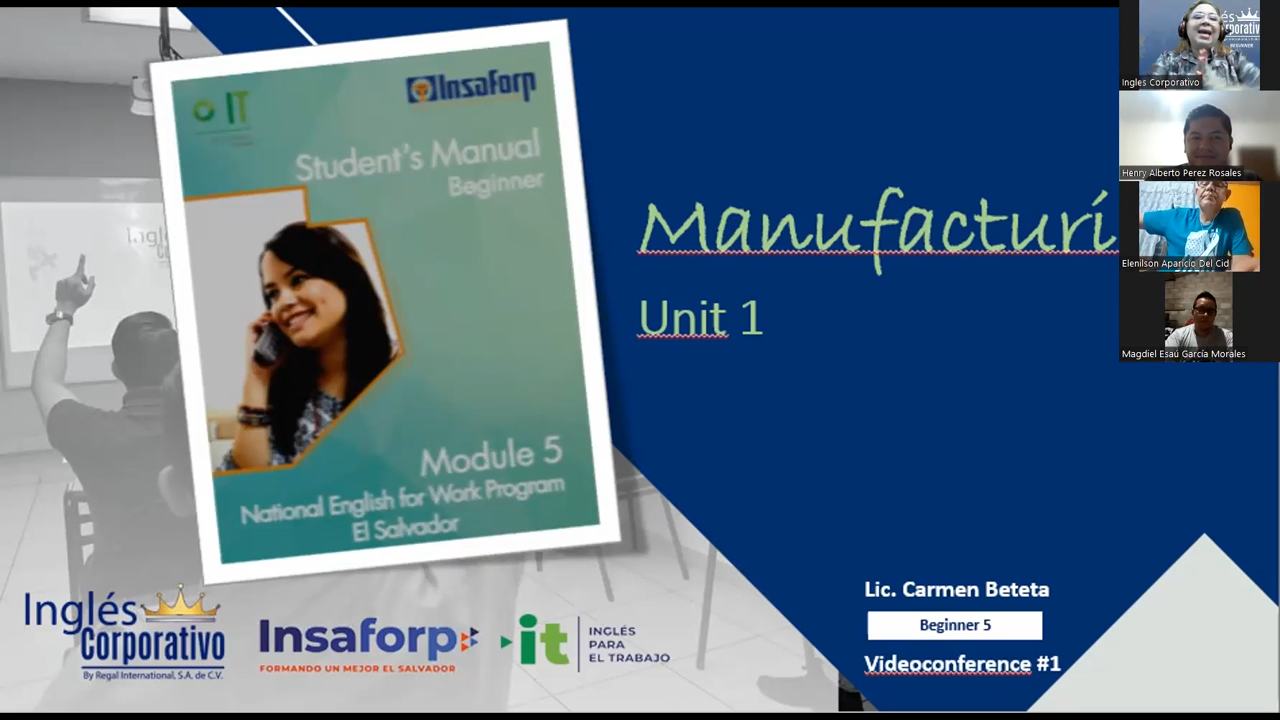 Insaforp
IT
Student's Manual
Beginner
Module 5
National English for Work Program
El Salvador
Manufacturi
Unit 1
Lic. Carmen Beteta
Beginner 5
Videoconference #1
Inglés
Corporativo
By Regal International, S.A. de C.V.
Insaforp
FORMANDO UN MEJOR EL SALVADOR
it
INGLÉS
PARA
EL TRABAJO
Ingles Corporativo
Henry Alberto Perez Rosales
Elenilson Aparicio Del Cid
Magdiel Esaú García Morales